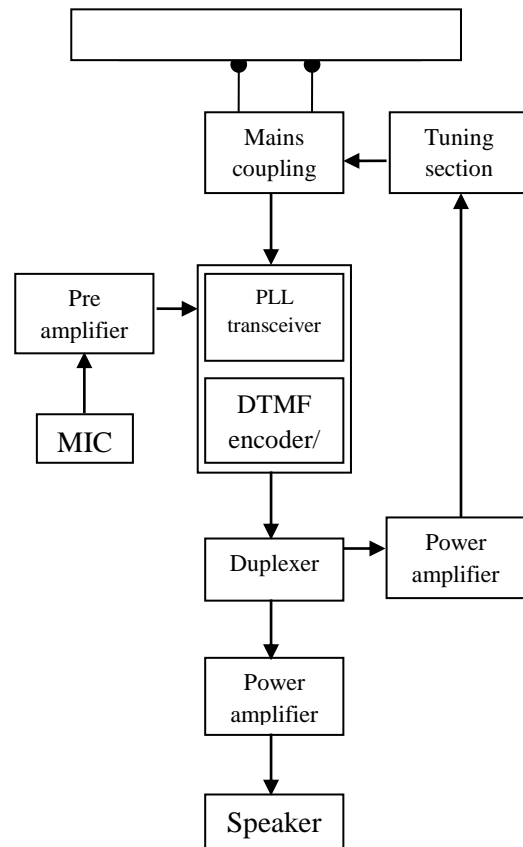 Mains
coupling
Tuning
section
Pre
amplifier
PLL
transceiver
MIC
DTMF
encoder/
Duplexer
Power
amplifier
Power
amplifier
Speaker